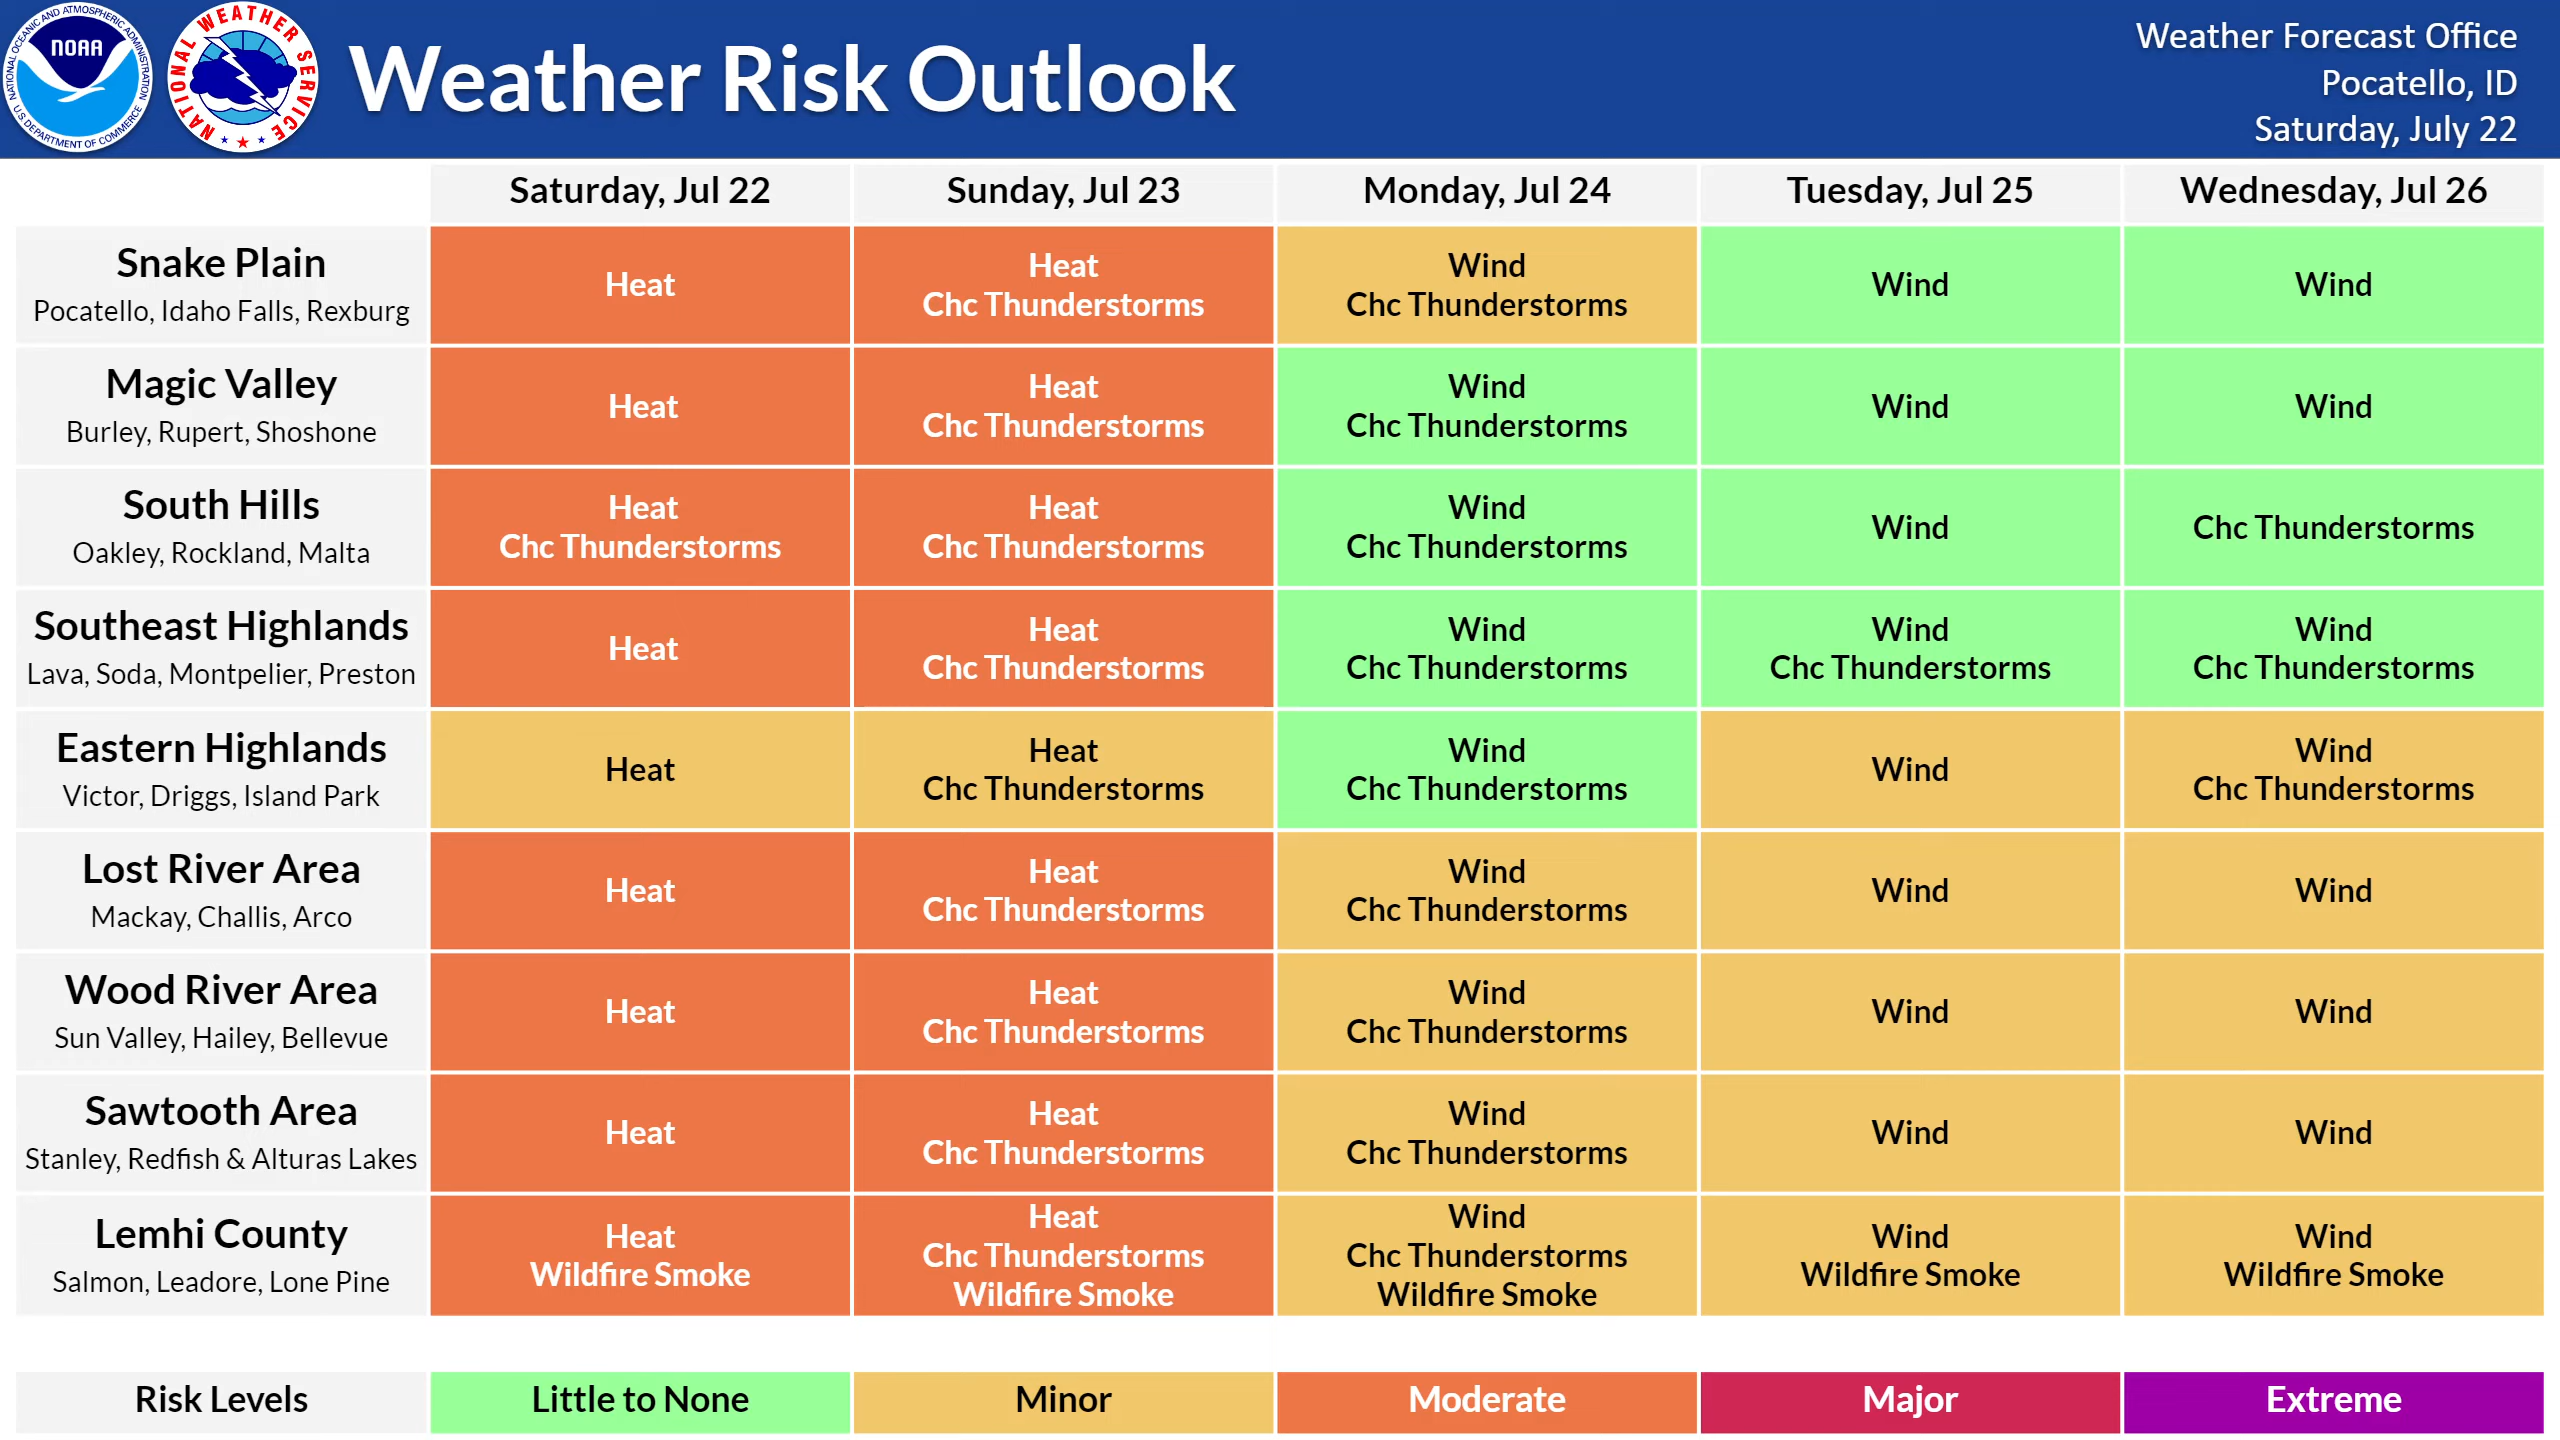 NATIONAL OCEANIC AND ATMOSPHERIC ADMINISTRATION
NOAA
U.S. DEPARTMENT OF COMMERCE
NATIONAL WEATHER SERVICE
Weather Risk Outlook
Weather Forecast Office
Pocatello, ID
Saturday, July 22
Saturday, Jul 22
Sunday, Jul 23
Monday, Jul 24
Tuesday, Jul 25
Wednesday, Jul 26
Snake Plain
Pocatello, Idaho Falls, Rexburg
Heat
Heat
Chc Thunderstorms
Wind
Chc Thunderstorms
Wind
Wind
Magic Valley
Burley, Rupert, Shoshone
Heat
Heat
Chc Thunderstorms
Wind
Chc Thunderstorms
Wind
Wind
South Hills
Oakley, Rockland, Malta
Heat
Chc Thunderstorms
Heat
Chc Thunderstorms
Wind
Chc Thunderstorms
Wind
Chc Thunderstorms
Southeast Highlands
Lava, Soda, Montpelier, Preston
Heat
Heat
Chc Thunderstorms
Wind
Chc Thunderstorms
Wind
Chc Thunderstorms
Wind
Chc Thunderstorms
Eastern Highlands
Victor, Driggs, Island Park
Heat
Heat
Chc Thunderstorms
Wind
Chc Thunderstorms
Wind
Wind
Chc Thunderstorms
Lost River Area
Mackay, Challis, Arco
Heat
Heat
Chc Thunderstorms
Wind
Chc Thunderstorms
Wind
Wind
Wood River Area
Sun Valley, Hailey, Bellevue
Heat
Heat
Chc Thunderstorms
Wind
Chc Thunderstorms
Wind
Wind
Sawtooth Area
Stanley, Redfish & Alturas Lakes
Heat
Heat
Chc Thunderstorms
Wind
Chc Thunderstorms
Wind
Wind
Lemhi County
Salmon, Leadore, Lone Pine
Heat
Wildfire Smoke
Heat
Chc Thunderstorms
Wildfire Smoke
Wind
Chc Thunderstorms
Wildfire Smoke
Wind
Wildfire Smoke
Wind
Wildfire Smoke
Risk Levels
Little to None
Minor
Moderate
Major
Extreme